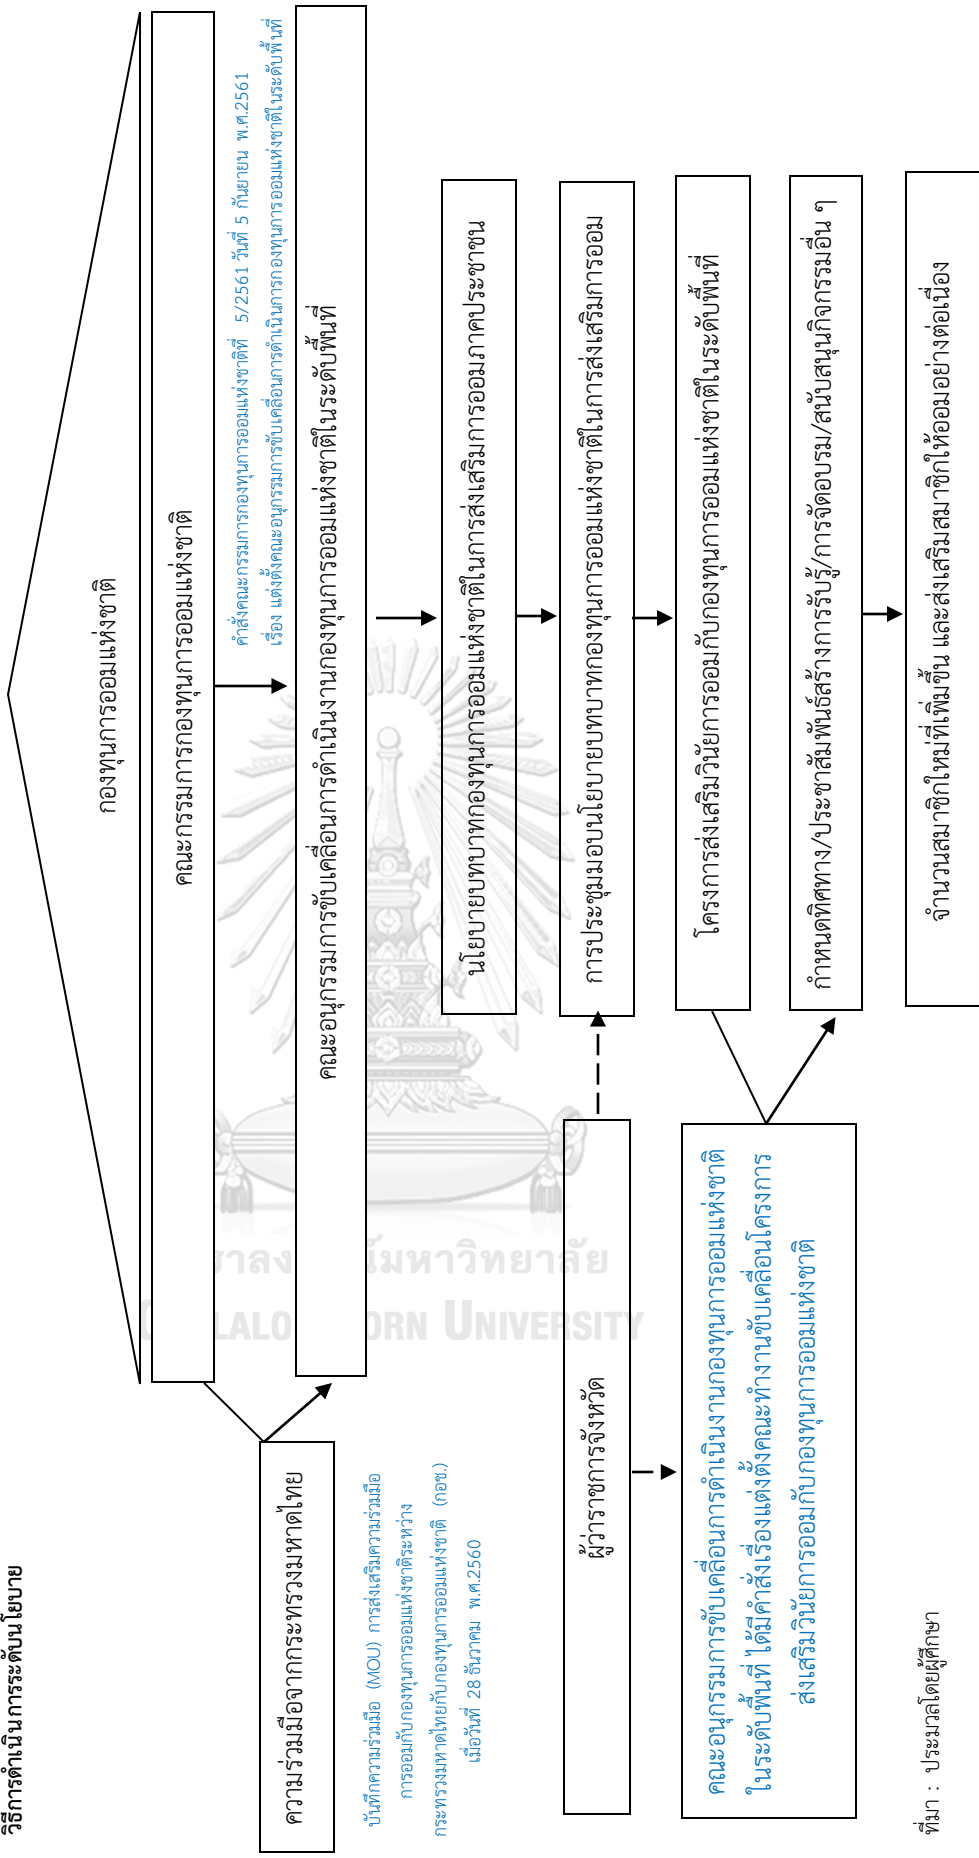 วิธีการดำเนินการระดับนโยบาย
กองทุนการออมแห่งชาติ
คณะกรรมการกองทุนการออมแห่งชาติ
คำสั่งคณะกรรมการกองทุนการออมแห่งชาติที่ 5/2561 วันที่ 5 กันยายน พ.ศ.2561
เรื่อง แต่งตั้งคณะอนุกรรมการขับเคลื่อนการดำเนินการกองทุนการออมแห่งชาติในระดับพื้นที่
ความร่วมมือจากกระทรวงมหาดไทย
คณะอนุกรรมการขับเคลื่อนการดำเนินงานกองทุนการออมแห่งชาติในระดับพื้นที่
บันทึกความร่วมมือ (MOU) การส่งเสริมความร่วมมือ
การออมกับกองทุนการออมแห่งชาติระหว่าง
กระทรวงมหาดไทยกับกองทุนการออมแห่งชาติ (กอช.)
เมื่อวันที่ 28 ธันวาคม พ.ศ.2560
นโยบายบทบาทกองทุนการออมแห่งชาติในการส่งเสริมการออมภาคประชาชน
ผู้ว่าราชการจังหวัด
การประชุมมอบนโยบายบทบาทกองทุนการออมแห่งชาติในการส่งเสริมการออม
คณะอนุกรรมการขับเคลื่อนการดำเนินงานกองทุนการออมแห่งชาติ
ในระดับพื้นที่ ได้มีคำสั่งเรื่องแต่งตั้งคณะทำงานขับเคลื่อนโครงการ
ส่งเสริมวินัยการออมกับกองทุนการออมแห่งชาติ
โครงการส่งเสริมวินัยการออมกับกองทุนการออมแห่งชาติในระดับพื้นที่
กำหนดทิศทาง/ประชาสัมพันธ์สร้างการรับรู้/การจัดอบรม/สนับสนุนกิจกรรมอื่น ๆ
จำนวนสมาชิกใหม่ที่เพิ่มขึ้น และส่งเสริมสมาชิกให้ออมอย่างต่อเนื่อง
ที่มา : ประมวลโดยผู้ศึกษา
มหาวิทยาลัย
UNIVERSITY